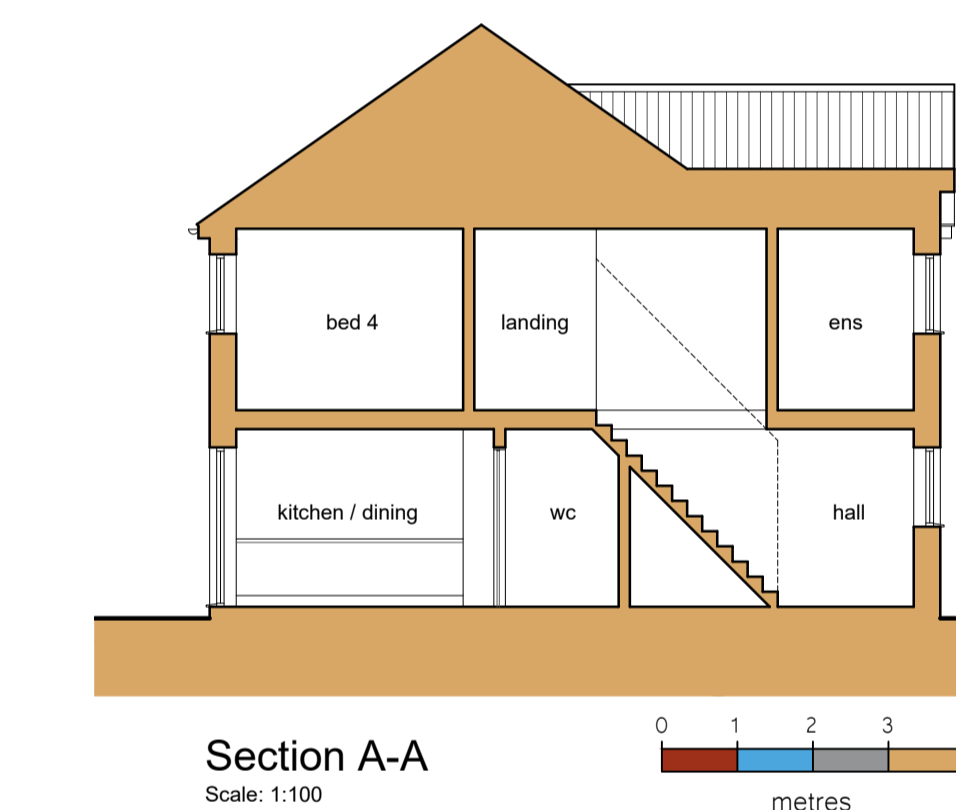 bed 4
landing
ens
kitchen / dining
wc
hall
0 1 2 3
Section A-A
Scale: 1:100
metres